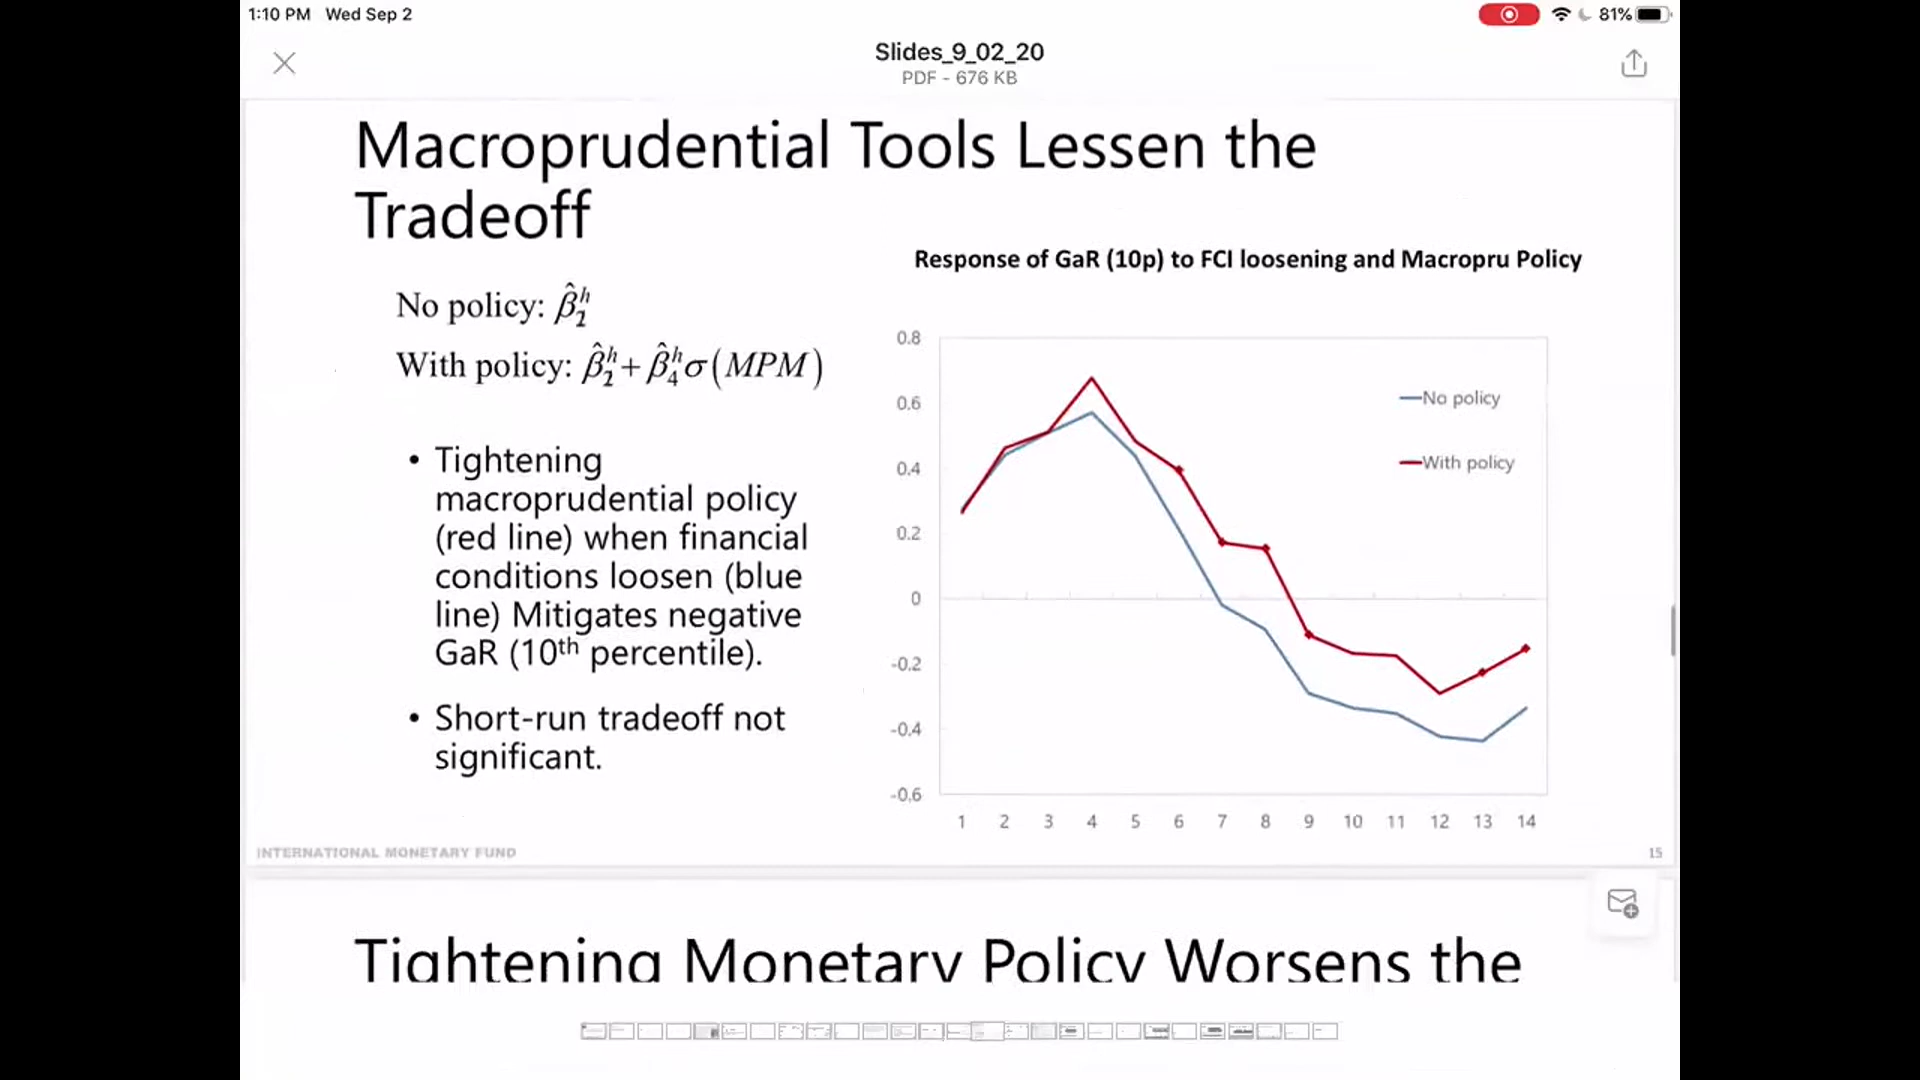 1:10 PM Wed Sep 2
81%
Slides_9_02_20
PDF - 676 KB
Macroprudential Tools Lessen the
Tradeoff
No policy: β̂₂ʰ
With policy: β̂₂ʰ + β̂₄ʰσ(MPM)
• Tightening
macroprudential policy
(red line) when financial
conditions loosen (blue
line) Mitigates negative
GaR (10th percentile).
• Short-run tradeoff not
significant.
Response of GaR (10p) to FCI loosening and Macropru Policy
0.8
0.6
0.4
0.2
0
-0.2
-0.4
-0.6
No policy
With policy
1 2 3 4 5 6 7 8 9 10 11 12 13 14
INTERNATIONAL MONETARY FUND
15
Tightening Monetary Policy Worsens the